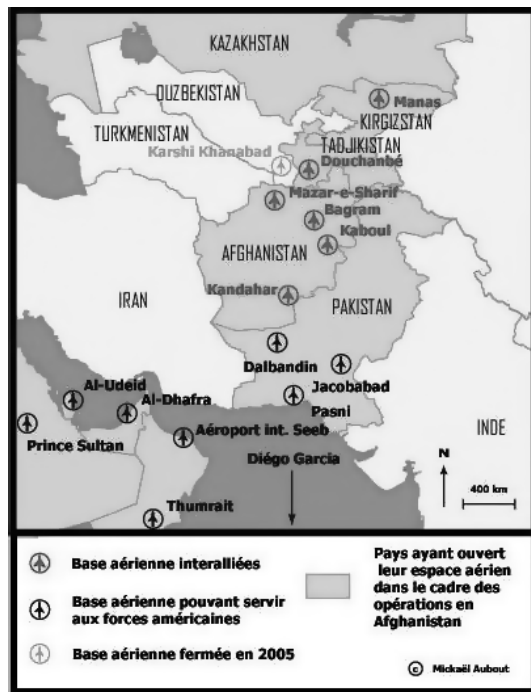 KAZAKHSTAN
OUZBEKISTAN
Manas
KIRGIZSTAN
TURKMENISTAN
TADJIKISTAN
Karshi Khanabad
Douchanbé
Mazar-e-Sharif
Bagram
Kaboul
AFGHANISTAN
IRAN
Kandahar
PAKISTAN
Dalbandin
Jacobabad
Al-Udeid
Al-Dhafra
Pasni
Prince Sultan
Aéroport int. Seeb
INDE
Diégo Garcia
N
400 km
Thumrait
Base aérienne interalliées
Base aérienne pouvant servir
aux forces américaines
Base aérienne fermée en 2005
Pays ayant ouvert
leur espace aérien
dans le cadre des
opérations en
Afghanistan
© Mickaël Aubout